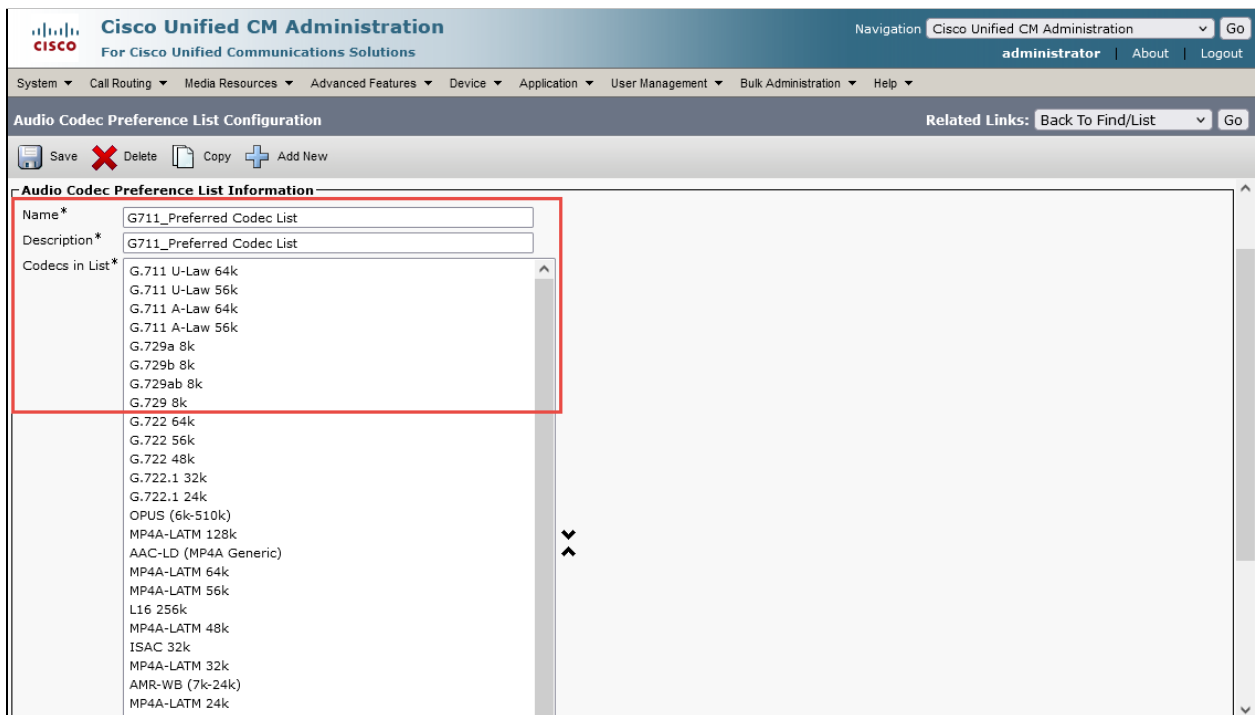 Cisco Unified CM Administration
CISCO
For Cisco Unified Communications Solutions
Navigation Cisco Unified CM Administration Go
administrator | About | Logout
System Call Routing Media Resources Advanced Features Device Application User Management Bulk Administration Help
Audio Codec Preference List Configuration
Related Links: Back To Find/List Go
Save Delete Copy Add New
Audio Codec Preference List Information
Name* G711_Preferred Codec List
Description* G711_Preferred Codec List
Codecs in List* G.711 U-Law 64k
G.711 U-Law 56k
G.711 A-Law 64k
G.711 A-Law 56k
G.729a 8k
G.729b 8k
G.729ab 8k
G.729 8k
G.722 64k
G.722 56k
G.722 48k
G.722.1 32k
G.722.1 24k
OPUS (6k-510k)
MP4A-LATM 128k
AAC-LD (MP4A Generic)
MP4A-LATM 64k
MP4A-LATM 56k
L16 256k
MP4A-LATM 48k
ISAC 32k
MP4A-LATM 32k
AMR-WB (7k-24k)
MP4A-LATM 24k